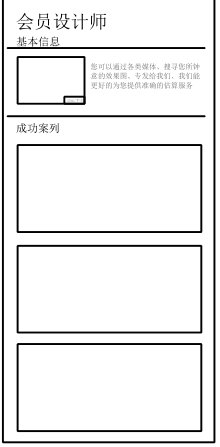 会员设计师
基本信息
您可以通过各类媒体、搜寻您所钟
意的效果图。专发给我们。我们能
更好的为您提供准确的估算服务
成功案列